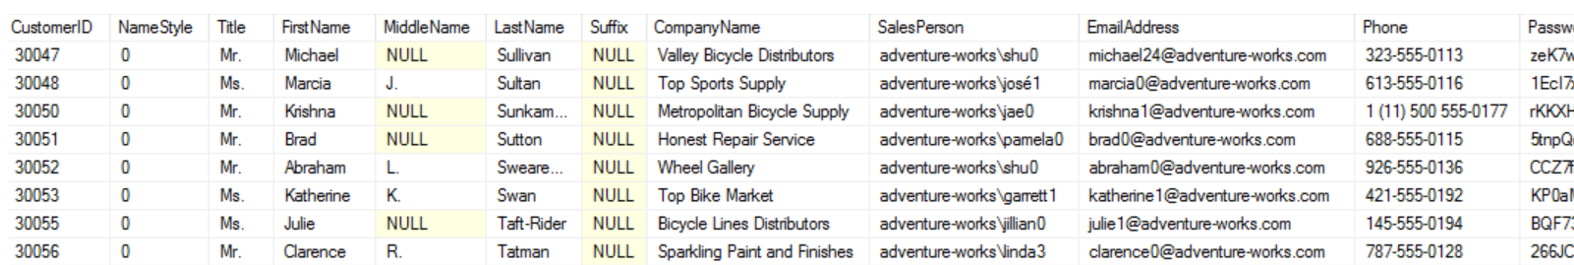 CustomerID NameStyle Title FirstName MiddleName LastName Suffix CompanyName SalesPerson EmailAddress Phone Passw
30047 0 Mr. Michael NULL Sullivan NULL Valley Bicycle Distributors adventure-works\shu0 michael24@adventure-works.com 323-555-0113 zeK7w
30048 0 Ms. Marcia J. Sultan NULL Top Sports Supply adventure-works\josé1 marcia0@adventure-works.com 613-555-0116 1EcI7
30050 0 Mr. Krishna NULL Sunkam... NULL Metropolitan Bicycle Supply adventure-works\jae0 krishna1@adventure-works.com 1 (11) 500 555-0177 rKKXH
30051 0 Mr. Brad NULL Sutton NULL Honest Repair Service adventure-works\pamela0 brad0@adventure-works.com 688-555-0115 5tnpQ
30052 0 Mr. Abraham L. Sweare... NULL Wheel Gallery adventure-works\shu0 abraham0@adventure-works.com 926-555-0136 CCZ7f
30053 0 Ms. Katherine K. Swan NULL Top Bike Market adventure-works\garrett1 katherine1@adventure-works.com 421-555-0192 KP0a
30055 0 Ms. Julie NULL Taft-Rider NULL Bicycle Lines Distributors adventure-works\jillian0 julie1@adventure-works.com 145-555-0194 BQF7
30056 0 Mr. Clarence R. Tatman NULL Sparkling Paint and Finishes adventure-works\linda3 clarence0@adventure-works.com 787-555-0128 266JC